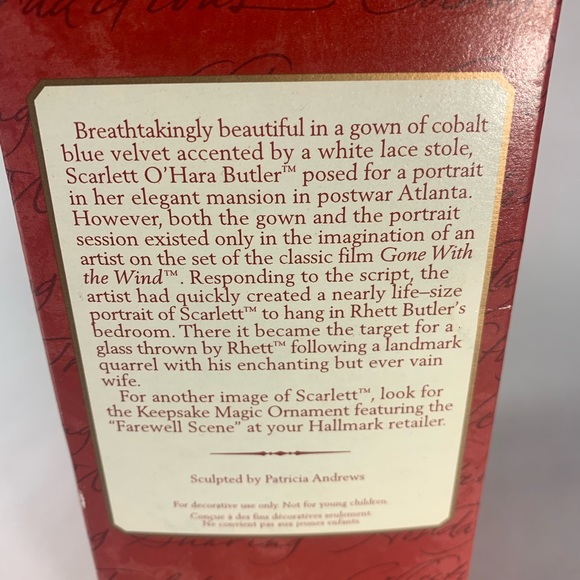 Breathtakingly beautiful in a gown of cobalt
blue velvet accented by a white lace stole,
Scarlett O'Hara Butler™ posed for a portrait
in her elegant mansion in postwar Atlanta.
However, both the gown and the portrait
session existed only in the imagination of an
artist on the set of the classic film Gone With
the Wind™. Responding to the script, the
artist had quickly created a nearly life–size
portrait of Scarlett™ to hang in Rhett Butler's
bedroom. There it became the target for a
glass thrown by Rhett™ following a landmark
quarrel with his enchanting but ever vain
wife.
For another image of Scarlett™, look for
the Keepsake Magic Ornament featuring the
"Farewell Scene" at your Hallmark retailer.
Sculpted by Patricia Andrews
For decorative use only. Not for young children.
Conçue à des fins décoratives seulement.
Ne convient pas aux jeunes enfants.